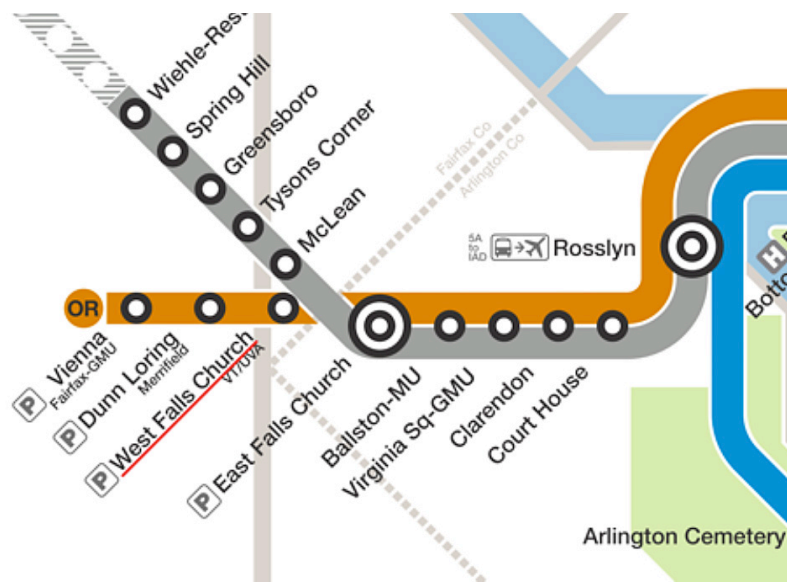 Wiehle-Rest
Spring Hill
Greensboro
Tysons Corner
McLean
Fairfax Co
Arlington Co
5A
to
IAD
Rosslyn
H
Botto
OR
P Vienna
Fairfax-GMU
P Dunn Loring
Merrifield
P West Falls Church
VT/UVA
P East Falls Church
Ballston-MU
Virginia Sq-GMU
Clarendon
Court House
Arlington Cemetery